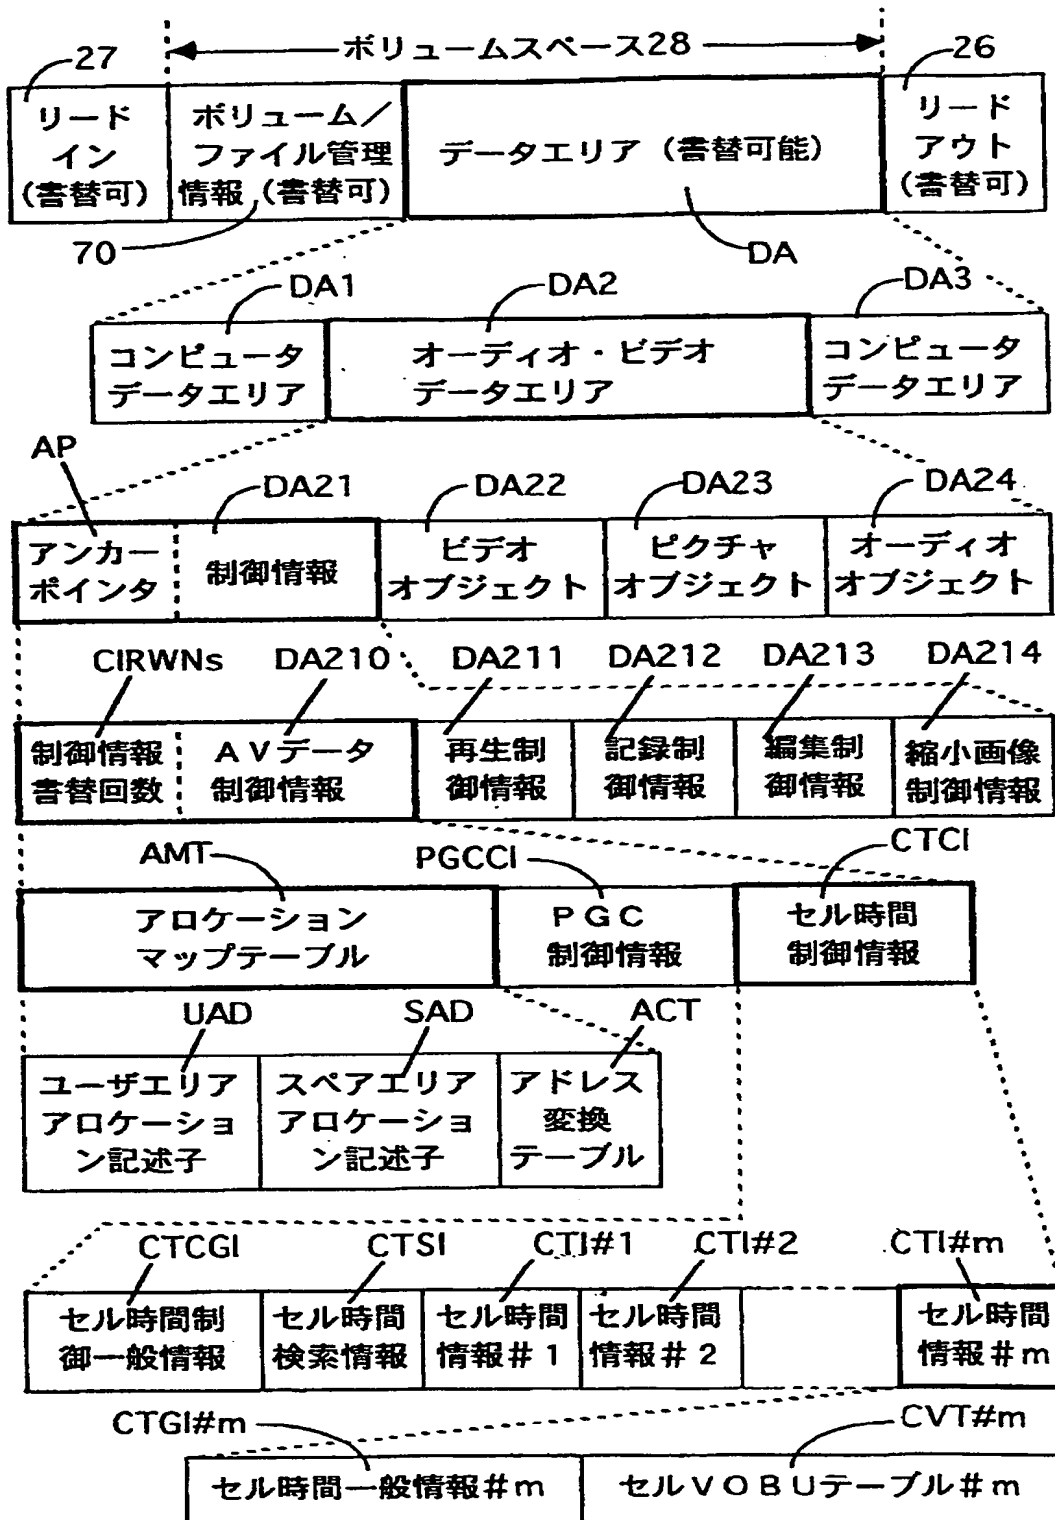 ボリュームスペース28
27
26
リード
イン
(書替可)
ボリューム/
ファイル管理
情報(書替可)
データエリア(書替可能)
リード
アウト
(書替可)
70
DA
DA1
DA2
DA3
コンピュータ
データエリア
オーディオ・ビデオ
データエリア
コンピュータ
データエリア
AP
DA21
DA22
DA23
DA24
アンカー
ポインタ
制御情報
ビデオ
オブジェクト
ピクチャ
オブジェクト
オーディオ
オブジェクト
CIRWNs
DA210
DA211
DA212
DA213
DA214
制御情報
書替回数
AVデータ
制御情報
再生制
御情報
記録制
御情報
編集制
御情報
縮小画像
制御情報
AMT
PGCCI
CTCI
アロケーション
マップテーブル
PGC
制御情報
セル時間
制御情報
UAD
SAD
ACT
ユーザエリア
アロケーショ
ン記述子
スペアエリア
アロケーショ
ン記述子
アドレス
変換
テーブル
CTCGI
CTSI
CTI#1
CTI#2
CTI#m
セル時間制
御一般情報
セル時間
検索情報
セル時間
情報#1
セル時間
情報#2
セル時間
情報#m
CTGI#m
CVT#m
セル時間一般情報#m
セルVOBUテーブル#m